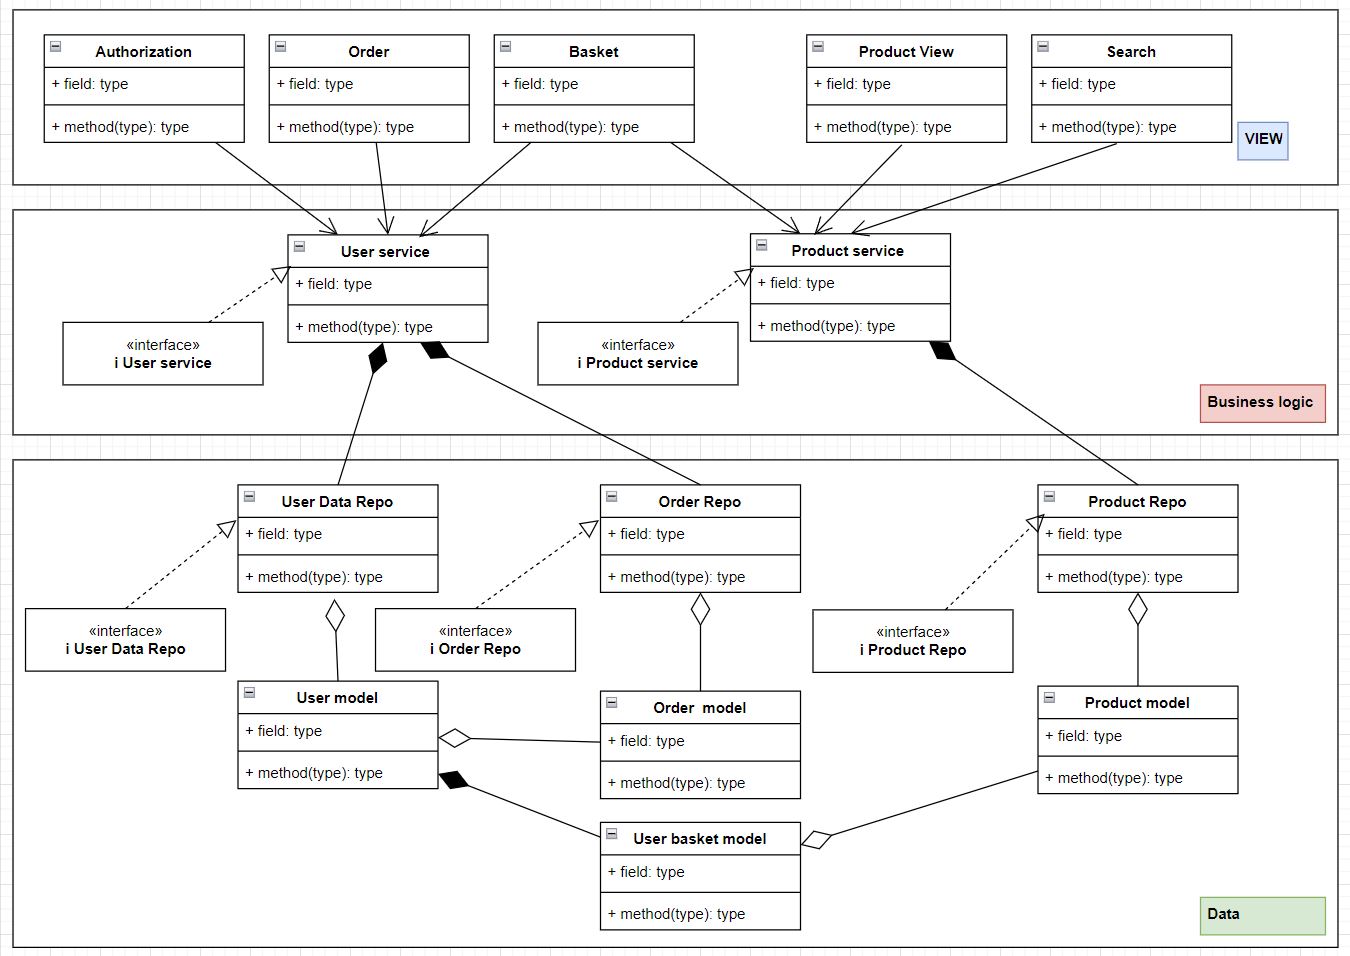 Authorization
+ field: type
+ method(type): type
Order
+ field: type
+ method(type): type
Basket
+ field: type
+ method(type): type
Product View
+ field: type
+ method(type): type
Search
+ field: type
+ method(type): type
VIEW
User service
+ field: type
+ method(type): type
«interface»
i User service
Product service
+ field: type
+ method(type): type
«interface»
i Product service
Business logic
User Data Repo
+ field: type
+ method(type): type
«interface»
i User Data Repo
Order Repo
+ field: type
+ method(type): type
«interface»
i Order Repo
Product Repo
+ field: type
+ method(type): type
«interface»
i Product Repo
User model
+ field: type
+ method(type): type
Order  model
+ field: type
+ method(type): type
Product model
+ field: type
+ method(type): type
User basket model
+ field: type
+ method(type): type
Data